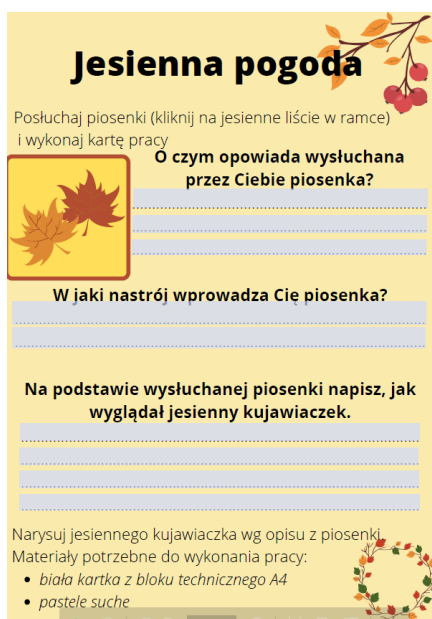 Jesienna pogoda
Posłuchaj piosenki (kliknij na jesienne liście w ramce)
i wykonaj kartę pracy
O czym opowiada wysłuchana
przez Ciebie piosenka?
W jaki nastrój wprowadza Cię piosenka?
Na podstawie wysłuchanej piosenki napisz, jak
wyglądał jesienny kujawiaczek.
Narysuj jesiennego kujawiaczka wg opisu z piosenki.
Materiały potrzebne do wykonania pracy:
• biała kartka z bloku technicznego A4
• pastele suche